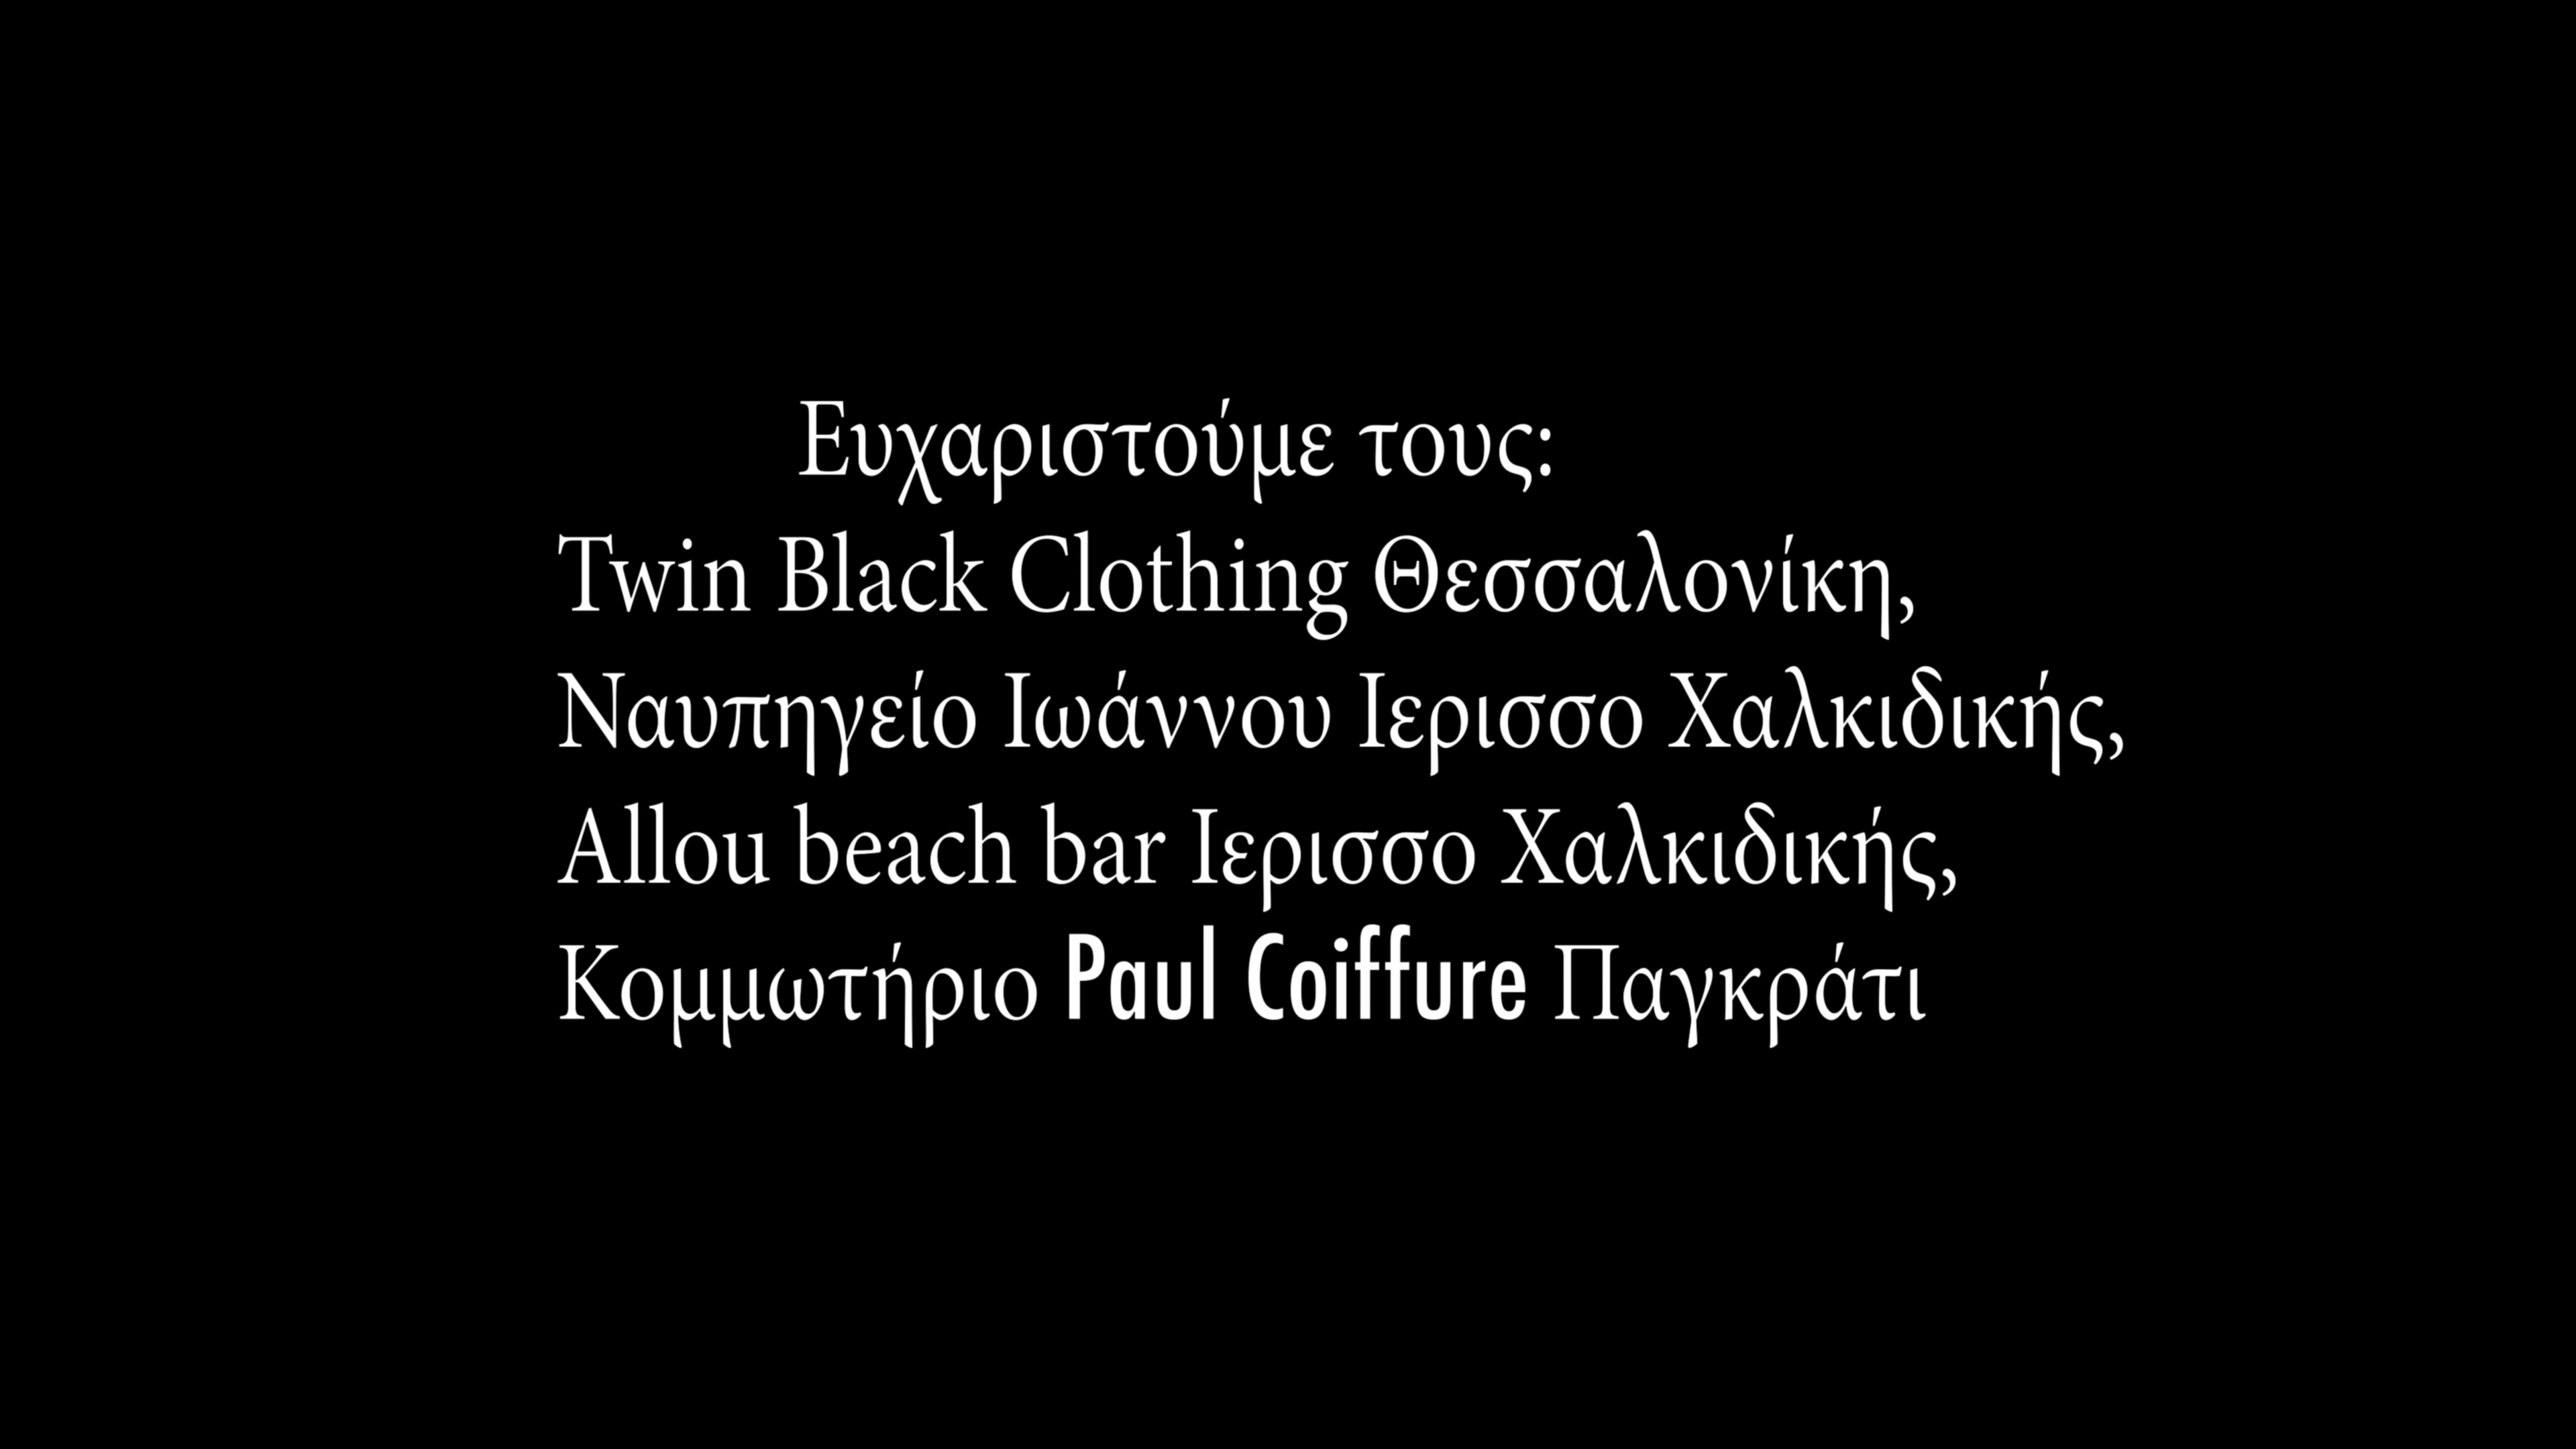 Ευχαριστούμε τους:
Twin Black Clothing Θεσσαλονίκη,
Ναυπηγείο Ιωάννου Ιερισσο Χαλκιδικής,
Allou beach bar Ιερισσο Χαλκιδικής,
Κομμωτήριο Paul Coiffure Παγκράτι